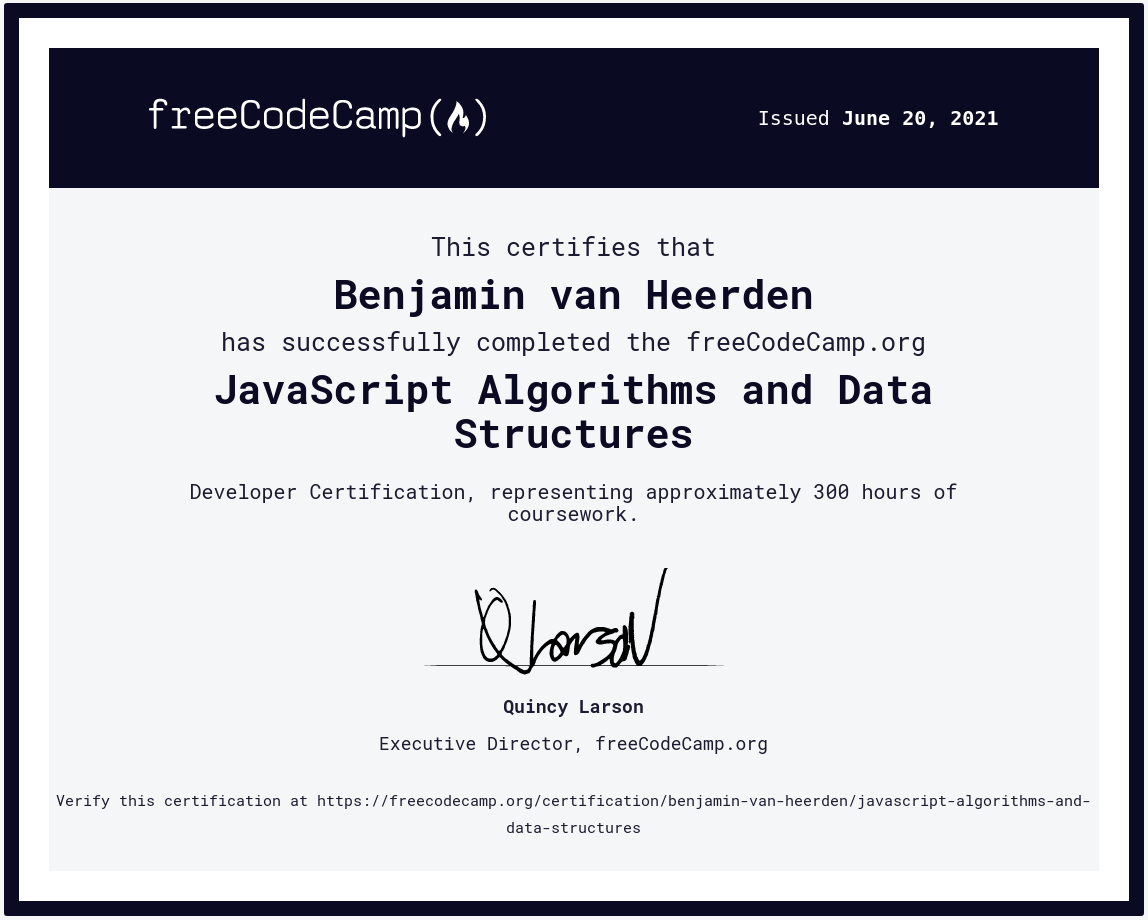 freeCodeCamp(🔥)
Issued June 20, 2021
This certifies that
Benjamin van Heerden
has successfully completed the freeCodeCamp.org
JavaScript Algorithms and Data
Structures
Developer Certification, representing approximately 300 hours of
coursework.
Q Larson
Quincy Larson
Executive Director, freeCodeCamp.org
Verify this certification at https://freecodecamp.org/certification/benjamin-van-heerden/javascript-algorithms-and-
data-structures